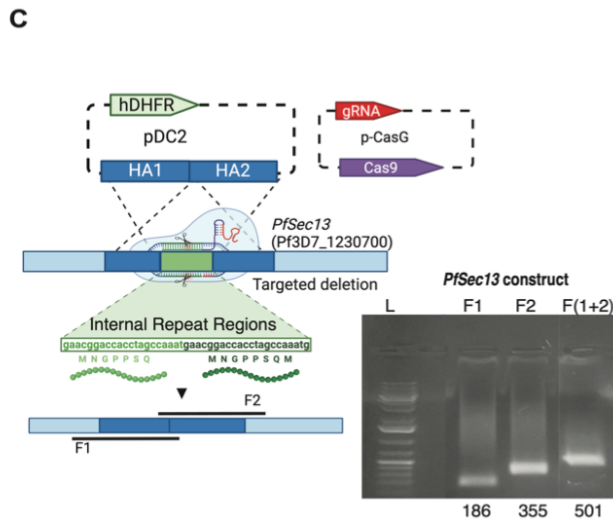 C
hDHFR
pDC2
HA1 HA2
gRNA
p-CasG
Cas9
PfSec13
(Pf3D7_1230700)
Targeted deletion
Internal Repeat Regions
gaacggaccacctagccaaatgaacggaccacctagccaaatg
M N G P P S Q M N G P P S Q M
F2
F1
PfSec13 construct
L F1 F2 F(1+2)
186 355 501